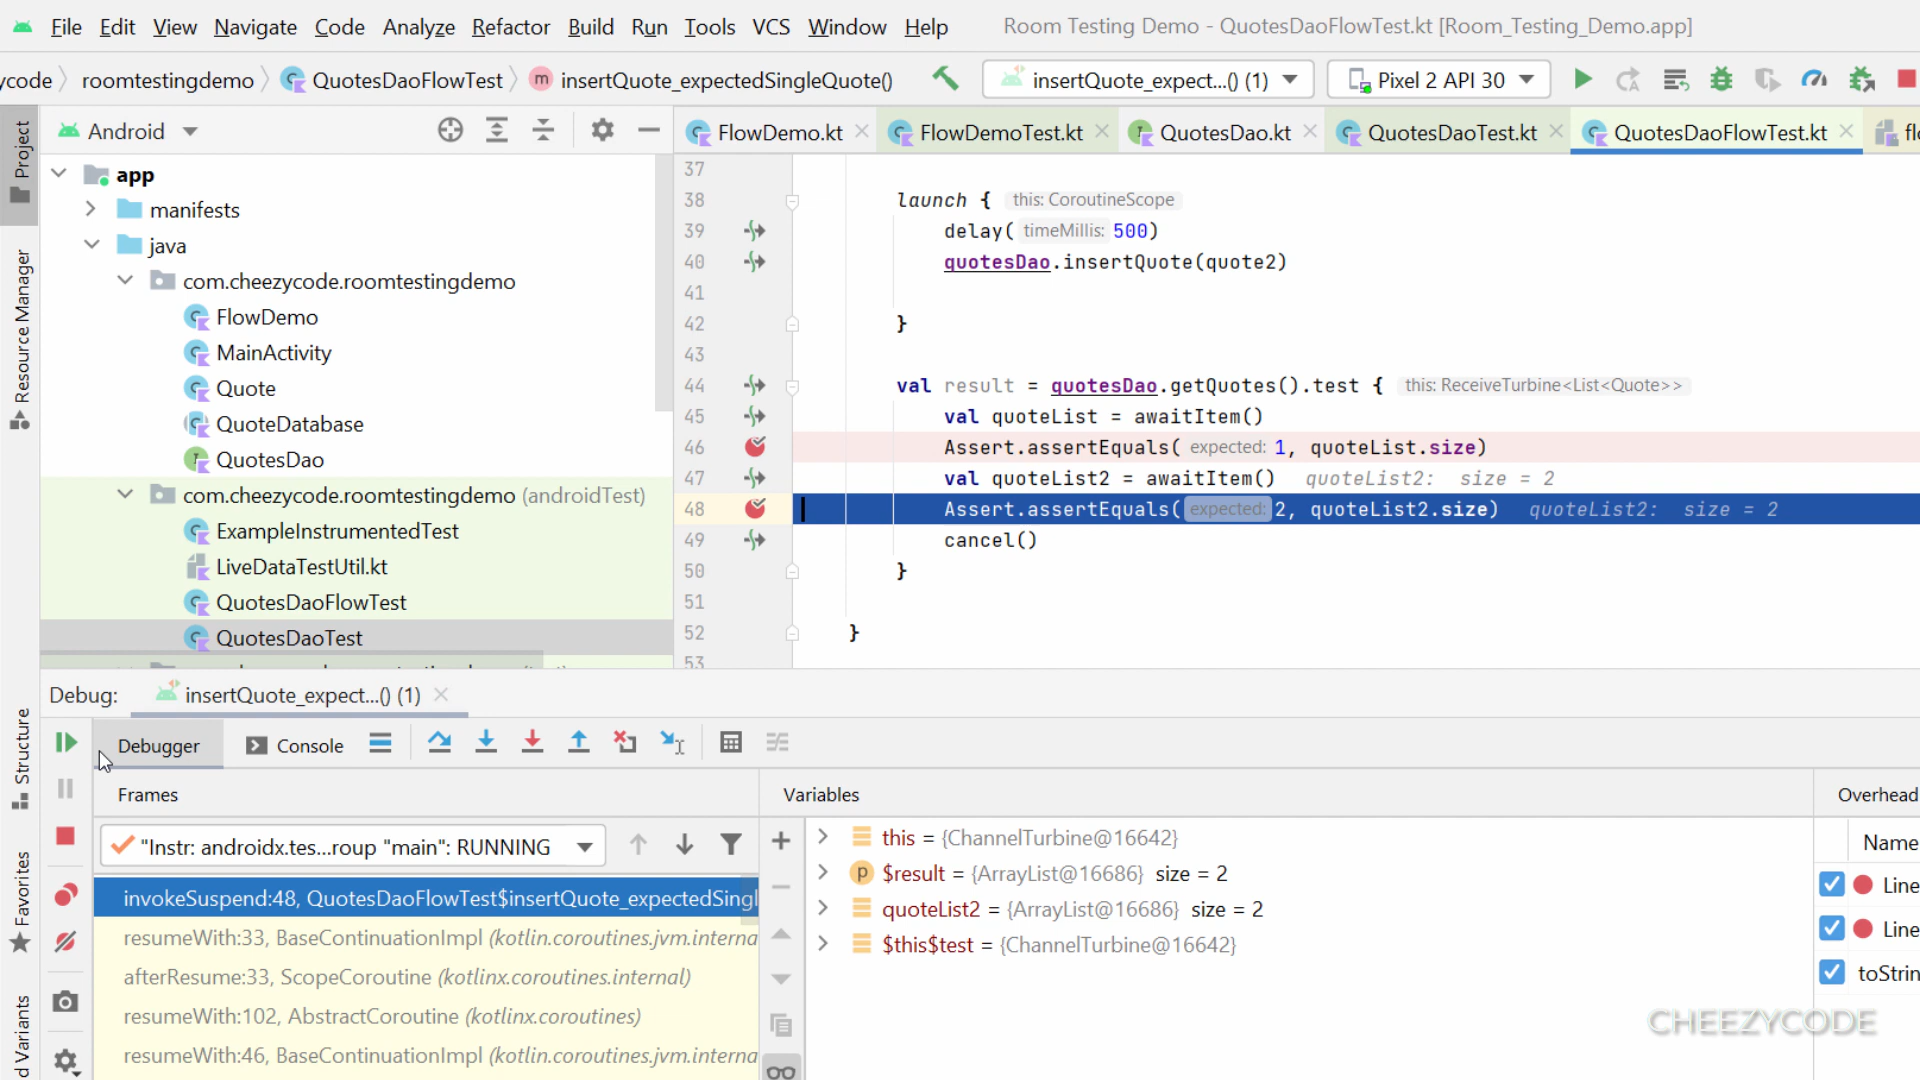 File Edit View Navigate Code Analyze Refactor Build Run Tools VCS Window Help Room Testing Demo - QuotesDaoFlowTest.kt [Room_Testing_Demo.app]
ycode roomtestingdemo QuotesDaoFlowTest m insertQuote_expectedSingleQuote() insertQuote_expect...() (1) Pixel 2 API 30
Android
FlowDemo.kt FlowDemoTest.kt QuotesDao.kt QuotesDaoTest.kt QuotesDaoFlowTest.kt flo
Project
Resource Manager
Structure
Favorites
d Variants
app
manifests
java
com.cheezycode.roomtestingdemo
FlowDemo
MainActivity
Quote
QuoteDatabase
QuotesDao
com.cheezycode.roomtestingdemo (androidTest)
ExampleInstrumentedTest
LiveDataTestUtil.kt
QuotesDaoFlowTest
QuotesDaoTest
37
38 launch { this: CoroutineScope
39 delay( timeMillis: 500)
40 quotesDao.insertQuote(quote2)
41
42 }
43
44 val result = quotesDao.getQuotes().test { this: ReceiveTurbine<List<Quote>>
45 val quoteList = awaitItem()
46 Assert.assertEquals( expected: 1, quoteList.size)
47 val quoteList2 = awaitItem() quoteList2: size = 2
48 Assert.assertEquals( expected: 2, quoteList2.size) quoteList2: size = 2
49 cancel()
50 }
51
52 }
53
Debug: insertQuote_expect...() (1)
Debugger Console
Frames
"Instr: androidx.tes...roup "main": RUNNING
invokeSuspend:48, QuotesDaoFlowTest$insertQuote_expectedSingl
resumeWith:33, BaseContinuationImpl (kotlin.coroutines.jvm.interna
afterResume:33, ScopeCoroutine (kotlinx.coroutines.internal)
resumeWith:102, AbstractCoroutine (kotlinx.coroutines)
resumeWith:46, BaseContinuationImpl (kotlin.coroutines.jvm.interna
Variables
this = {ChannelTurbine@16642}
p $result = {ArrayList@16686} size = 2
quoteList2 = {ArrayList@16686} size = 2
$this$test = {ChannelTurbine@16642}
Overhead
Name
Line
Line
toStrin
CHEEZYCODE